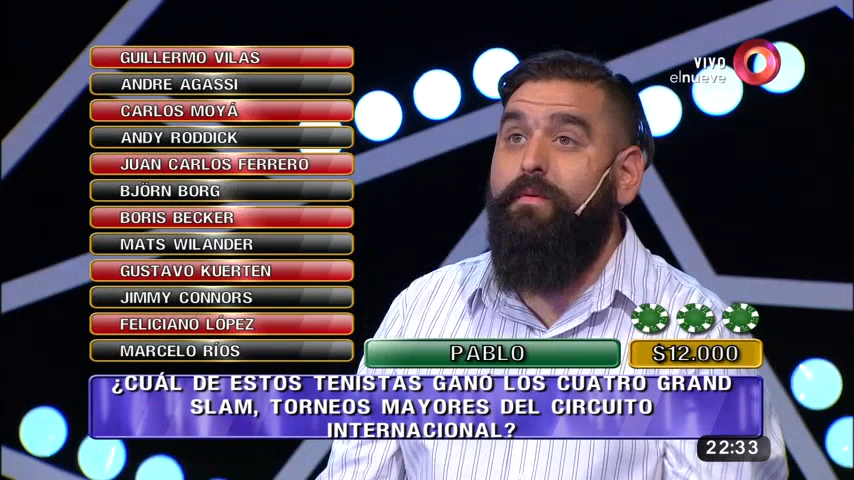 GUILLERMO VILAS
ANDRE AGASSI
CARLOS MOYÁ
ANDY RODDICK
JUAN CARLOS FERRERO
BJÖRN BORG
BORIS BECKER
MATS WILANDER
GUSTAVO KUERTEN
JIMMY CONNORS
FELICIANO LÓPEZ
MARCELO RÍOS
VIVO
elnueve
PABLO
$12.000
¿CUÁL DE ESTOS TENISTAS GANÓ LOS CUATRO GRAND
SLAM, TORNEOS MAYORES DEL CIRCUITO
INTERNACIONAL?
22:33